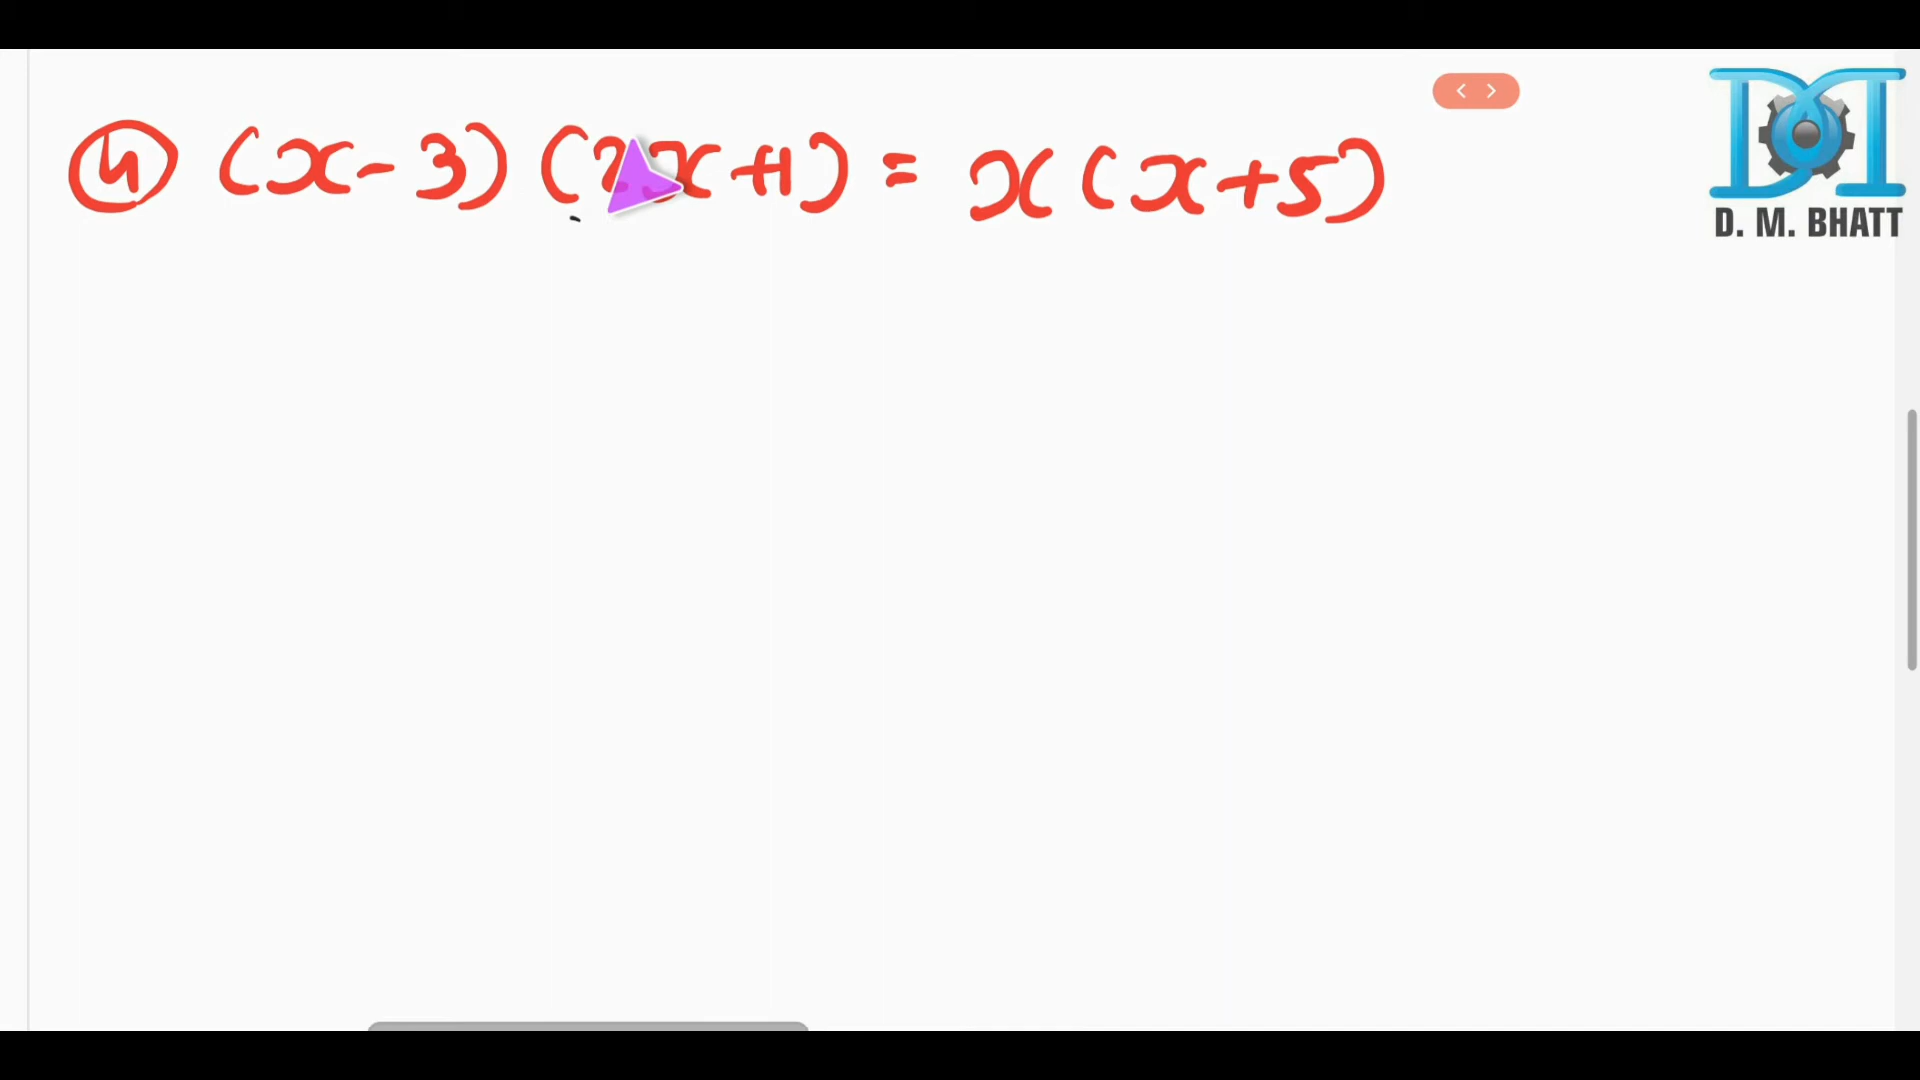 ④ (x-3) (2x+1) = x(x+5)
D. M. BHATT